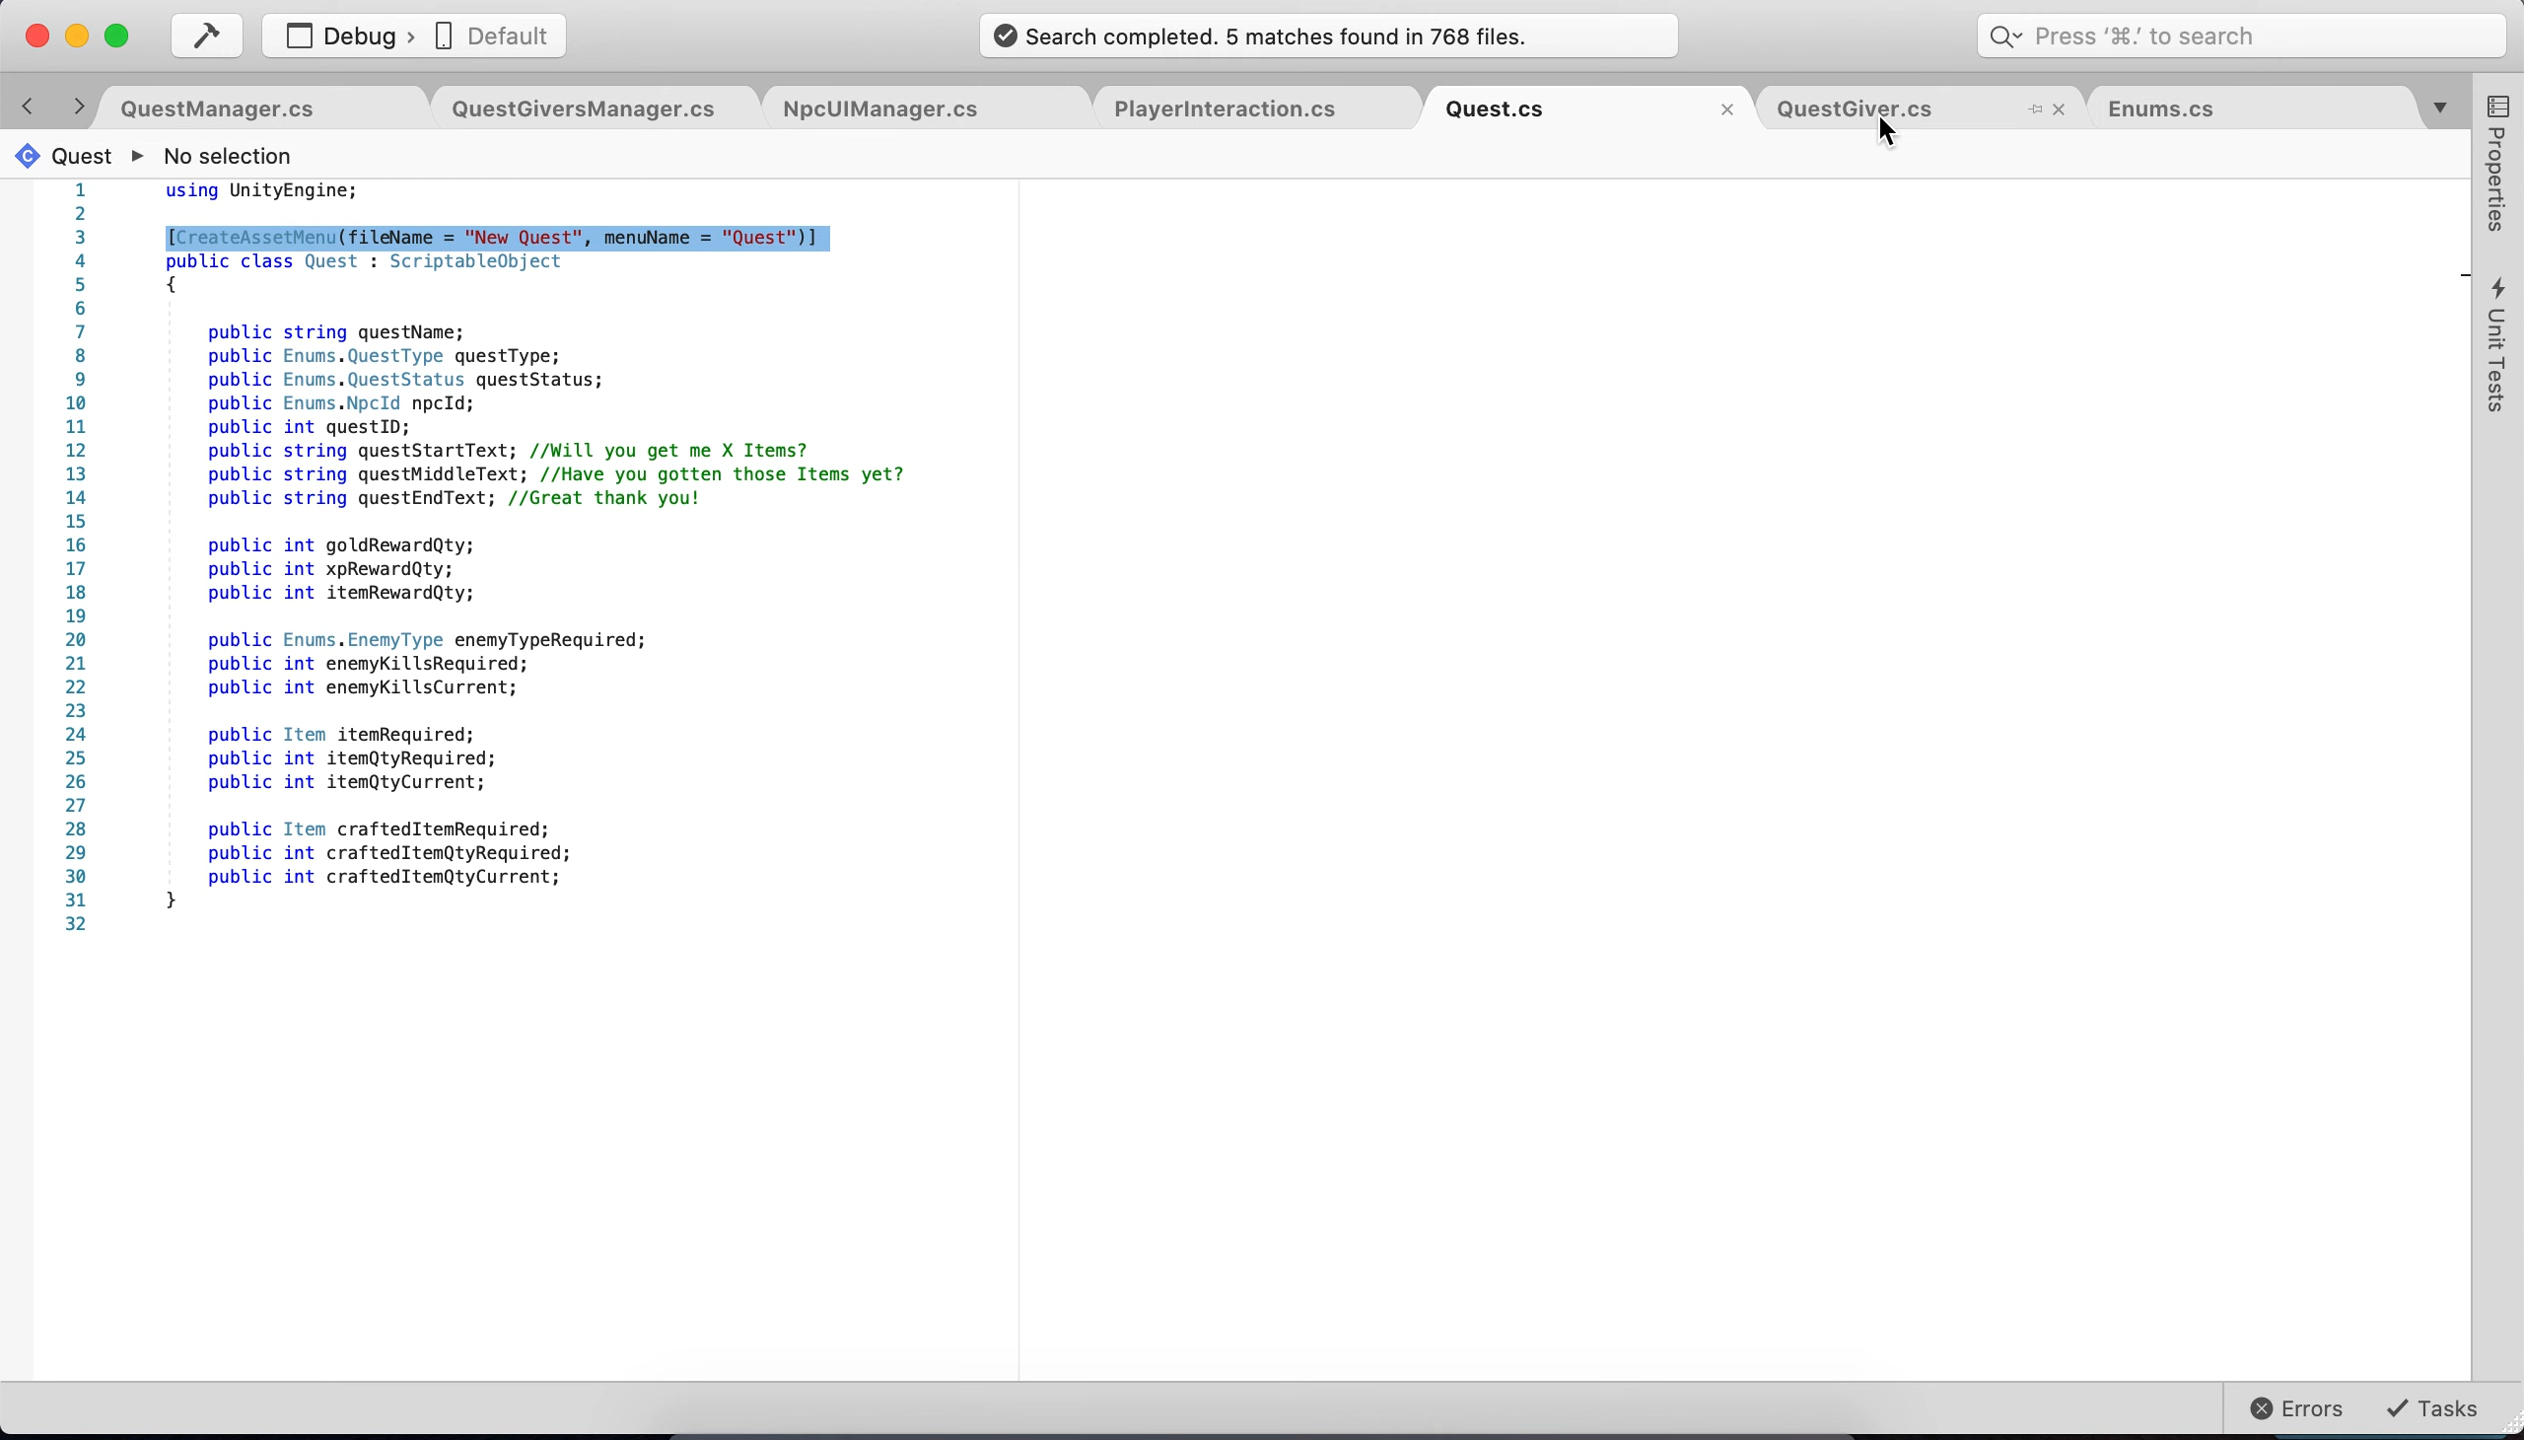 Debug › Default
Search completed. 5 matches found in 768 files.
Press ‘⌘.’ to search
QuestManager.cs
QuestGiversManager.cs
NpcUIManager.cs
PlayerInteraction.cs
Quest.cs
QuestGiver.cs
Enums.cs
Properties
Unit Tests
Quest ▸ No selection
1 using UnityEngine;
2
3 [CreateAssetMenu(fileName = "New Quest", menuName = "Quest")]
4 public class Quest : ScriptableObject
5 {
6
7 public string questName;
8 public Enums.QuestType questType;
9 public Enums.QuestStatus questStatus;
10 public Enums.NpcId npcId;
11 public int questID;
12 public string questStartText; //Will you get me X Items?
13 public string questMiddleText; //Have you gotten those Items yet?
14 public string questEndText; //Great thank you!
15
16 public int goldRewardQty;
17 public int xpRewardQty;
18 public int itemRewardQty;
19
20 public Enums.EnemyType enemyTypeRequired;
21 public int enemyKillsRequired;
22 public int enemyKillsCurrent;
23
24 public Item itemRequired;
25 public int itemQtyRequired;
26 public int itemQtyCurrent;
27
28 public Item craftedItemRequired;
29 public int craftedItemQtyRequired;
30 public int craftedItemQtyCurrent;
31 }
32
Errors
Tasks